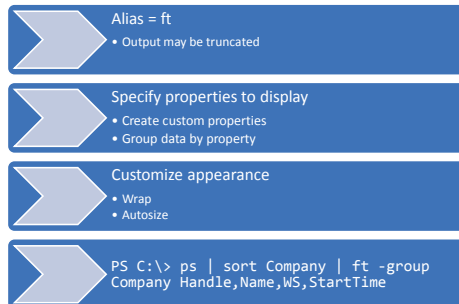 Alias = ft
• Output may be truncated
Specify properties to display
• Create custom properties
• Group data by property
Customize appearance
• Wrap
• Autosize
PS C:\> ps | sort Company | ft -group
Company Handle,Name,WS,StartTime